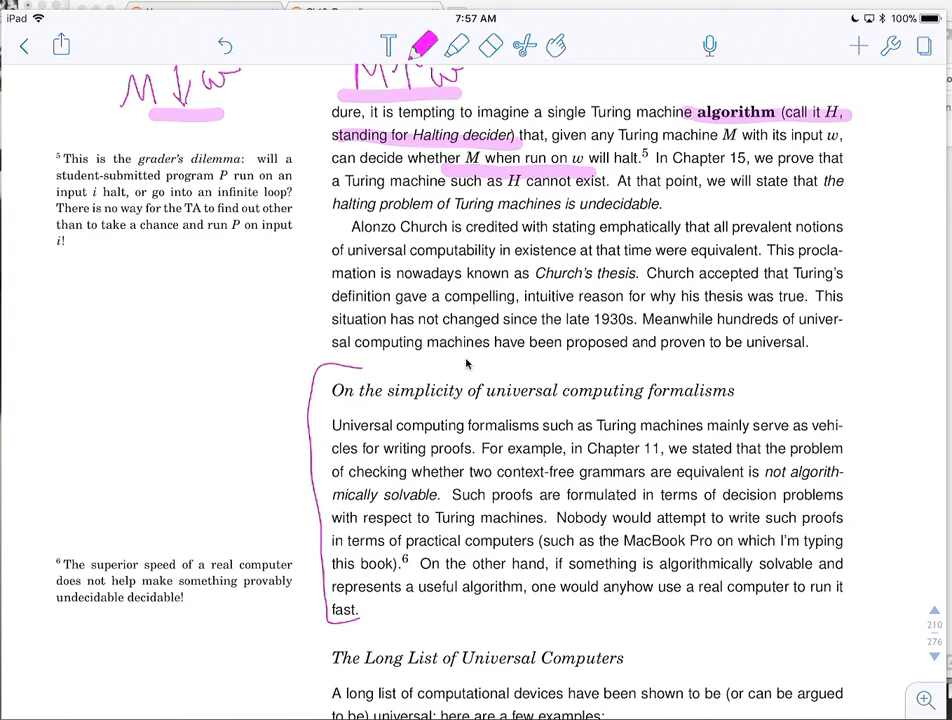 iPad
7:57 AM
100%
T
M ↓ w
M ↑ w
dure, it is tempting to imagine a single Turing machine algorithm (call it H,
standing for Halting decider) that, given any Turing machine M with its input w,
can decide whether M when run on w will halt.5 In Chapter 15, we prove that
a Turing machine such as H cannot exist. At that point, we will state that the
halting problem of Turing machines is undecidable.
5 This is the grader's dilemma: will a
student-submitted program P run on an
input i halt, or go into an infinite loop?
There is no way for the TA to find out other
than to take a chance and run P on input
i!
Alonzo Church is credited with stating emphatically that all prevalent notions
of universal computability in existence at that time were equivalent. This procla-
mation is nowadays known as Church's thesis. Church accepted that Turing's
definition gave a compelling, intuitive reason for why his thesis was true. This
situation has not changed since the late 1930s. Meanwhile hundreds of univer-
sal computing machines have been proposed and proven to be universal.
On the simplicity of universal computing formalisms
Universal computing formalisms such as Turing machines mainly serve as vehi-
cles for writing proofs. For example, in Chapter 11, we stated that the problem
of checking whether two context-free grammars are equivalent is not algorith-
mically solvable. Such proofs are formulated in terms of decision problems
with respect to Turing machines. Nobody would attempt to write such proofs
in terms of practical computers (such as the MacBook Pro on which I'm typing
this book).6 On the other hand, if something is algorithmically solvable and
represents a useful algorithm, one would anyhow use a real computer to run it
fast.
6 The superior speed of a real computer
does not help make something provably
undecidable decidable!
The Long List of Universal Computers
A long list of computational devices have been shown to be (or can be argued
to be) universal; here are a few examples:
210
276